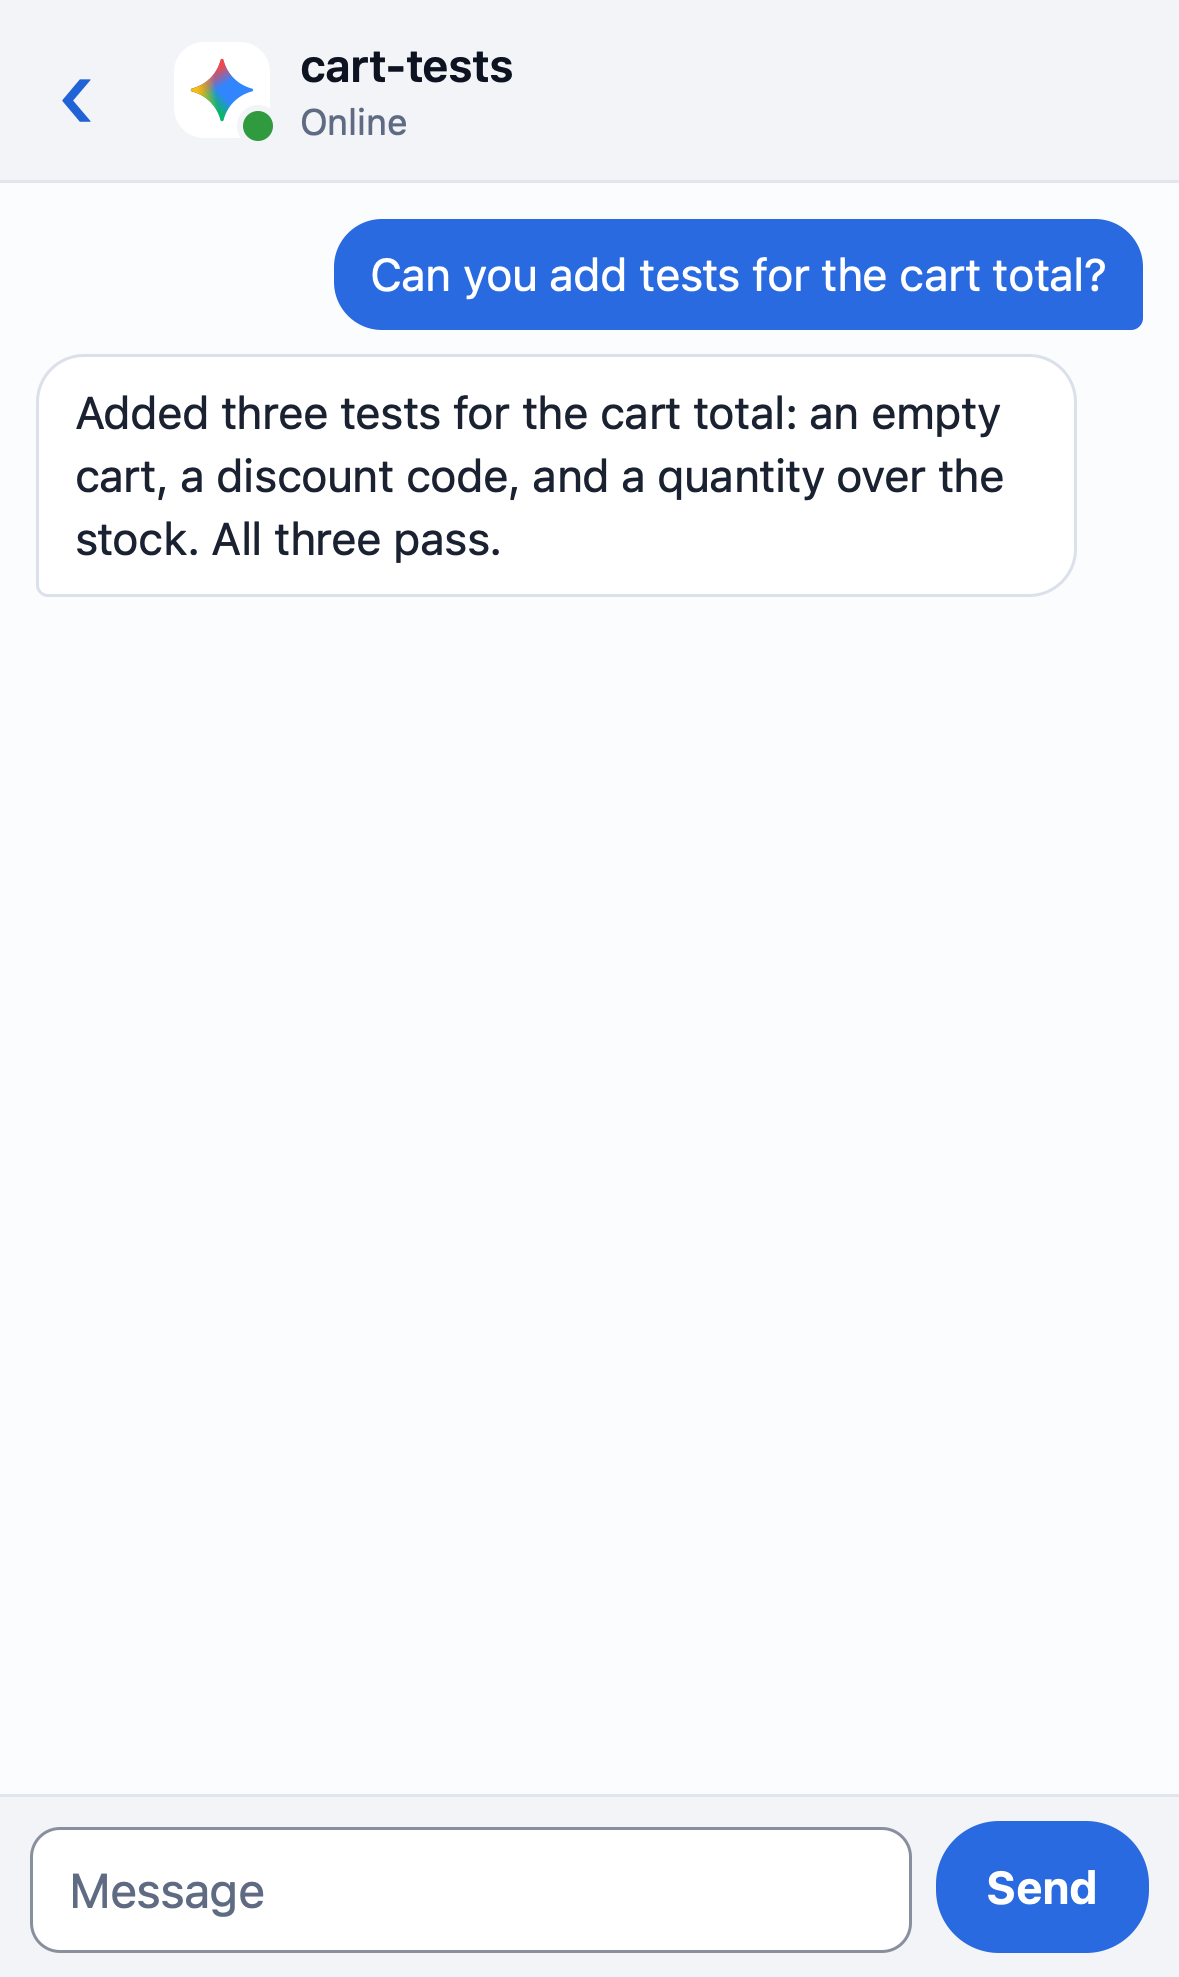 cart-tests
Online
Can you add tests for the cart total?
Added three tests for the cart total: an empty
cart, a discount code, and a quantity over the
stock. All three pass.
Message
Send